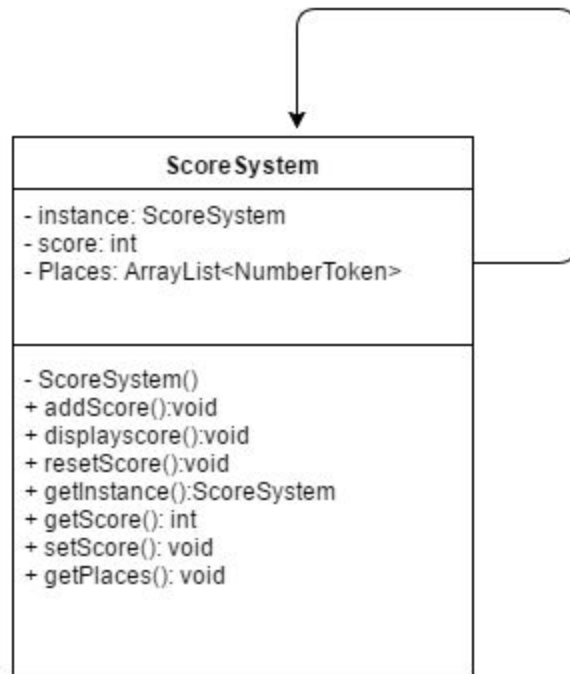 ScoreSystem
- instance: ScoreSystem
- score: int
- Places: ArrayList<NumberToken>
- ScoreSystem()
+ addScore():void
+ displayscore():void
+ resetScore():void
+ getInstance():ScoreSystem
+ getScore(): int
+ setScore(): void
+ getPlaces(): void